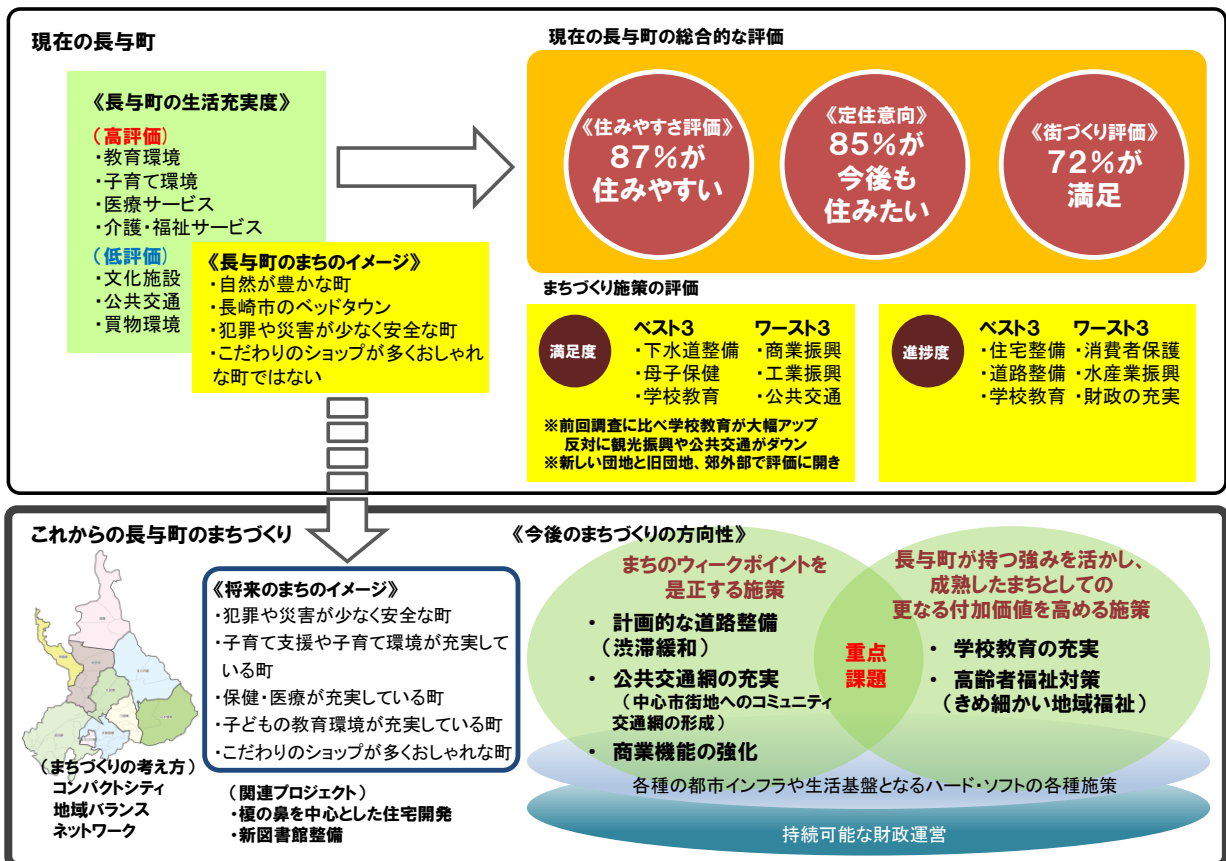 現在の長与町
《長与町の生活充実度》
(高評価)
・教育環境
・子育て環境
・医療サービス
・介護・福祉サービス
(低評価)
・文化施設
・公共交通
・買物環境
《長与町のまちのイメージ》
・自然が豊かな町
・長崎市のベッドタウン
・犯罪や災害が少なく安全な町
・こだわりのショップが多くおしゃれ
な町ではない
現在の長与町の総合的な評価
《住みやすさ評価》
87%が
住みやすい
《定住意向》
85%が
今後も
住みたい
《街づくり評価》
72%が
満足
まちづくり施策の評価
満足度
ベスト3 ワースト3
・下水道整備 ・商業振興
・母子保健 ・工業振興
・学校教育 ・公共交通
※前回調査に比べ学校教育が大幅アップ
反対に観光振興や公共交通がダウン
※新しい団地と旧団地、郊外部で評価に開き
進捗度
ベスト3 ワースト3
・住宅整備 ・消費者保護
・道路整備 ・水産業振興
・学校教育 ・財政の充実
これからの長与町のまちづくり
(まちづくりの考え方)
コンパクトシティ
地域バランス
ネットワーク
《将来のまちのイメージ》
・犯罪や災害が少なく安全な町
・子育て支援や子育て環境が充実して
いる町
・保健・医療が充実している町
・子どもの教育環境が充実している町
・こだわりのショップが多くおしゃれな町
(関連プロジェクト)
・榎の鼻を中心とした住宅開発
・新図書館整備
《今後のまちづくりの方向性》
まちのウィークポイントを
是正する施策
・ 計画的な道路整備
(渋滞緩和)
・ 公共交通網の充実
(中心市街地へのコミュニティ
交通網の形成)
・ 商業機能の強化
重点
課題
長与町が持つ強みを活かし、
成熟したまちとしての
更なる付加価値を高める施策
・ 学校教育の充実
・ 高齢者福祉対策
(きめ細かい地域福祉)
各種の都市インフラや生活基盤となるハード・ソフトの各種施策
持続可能な財政運営